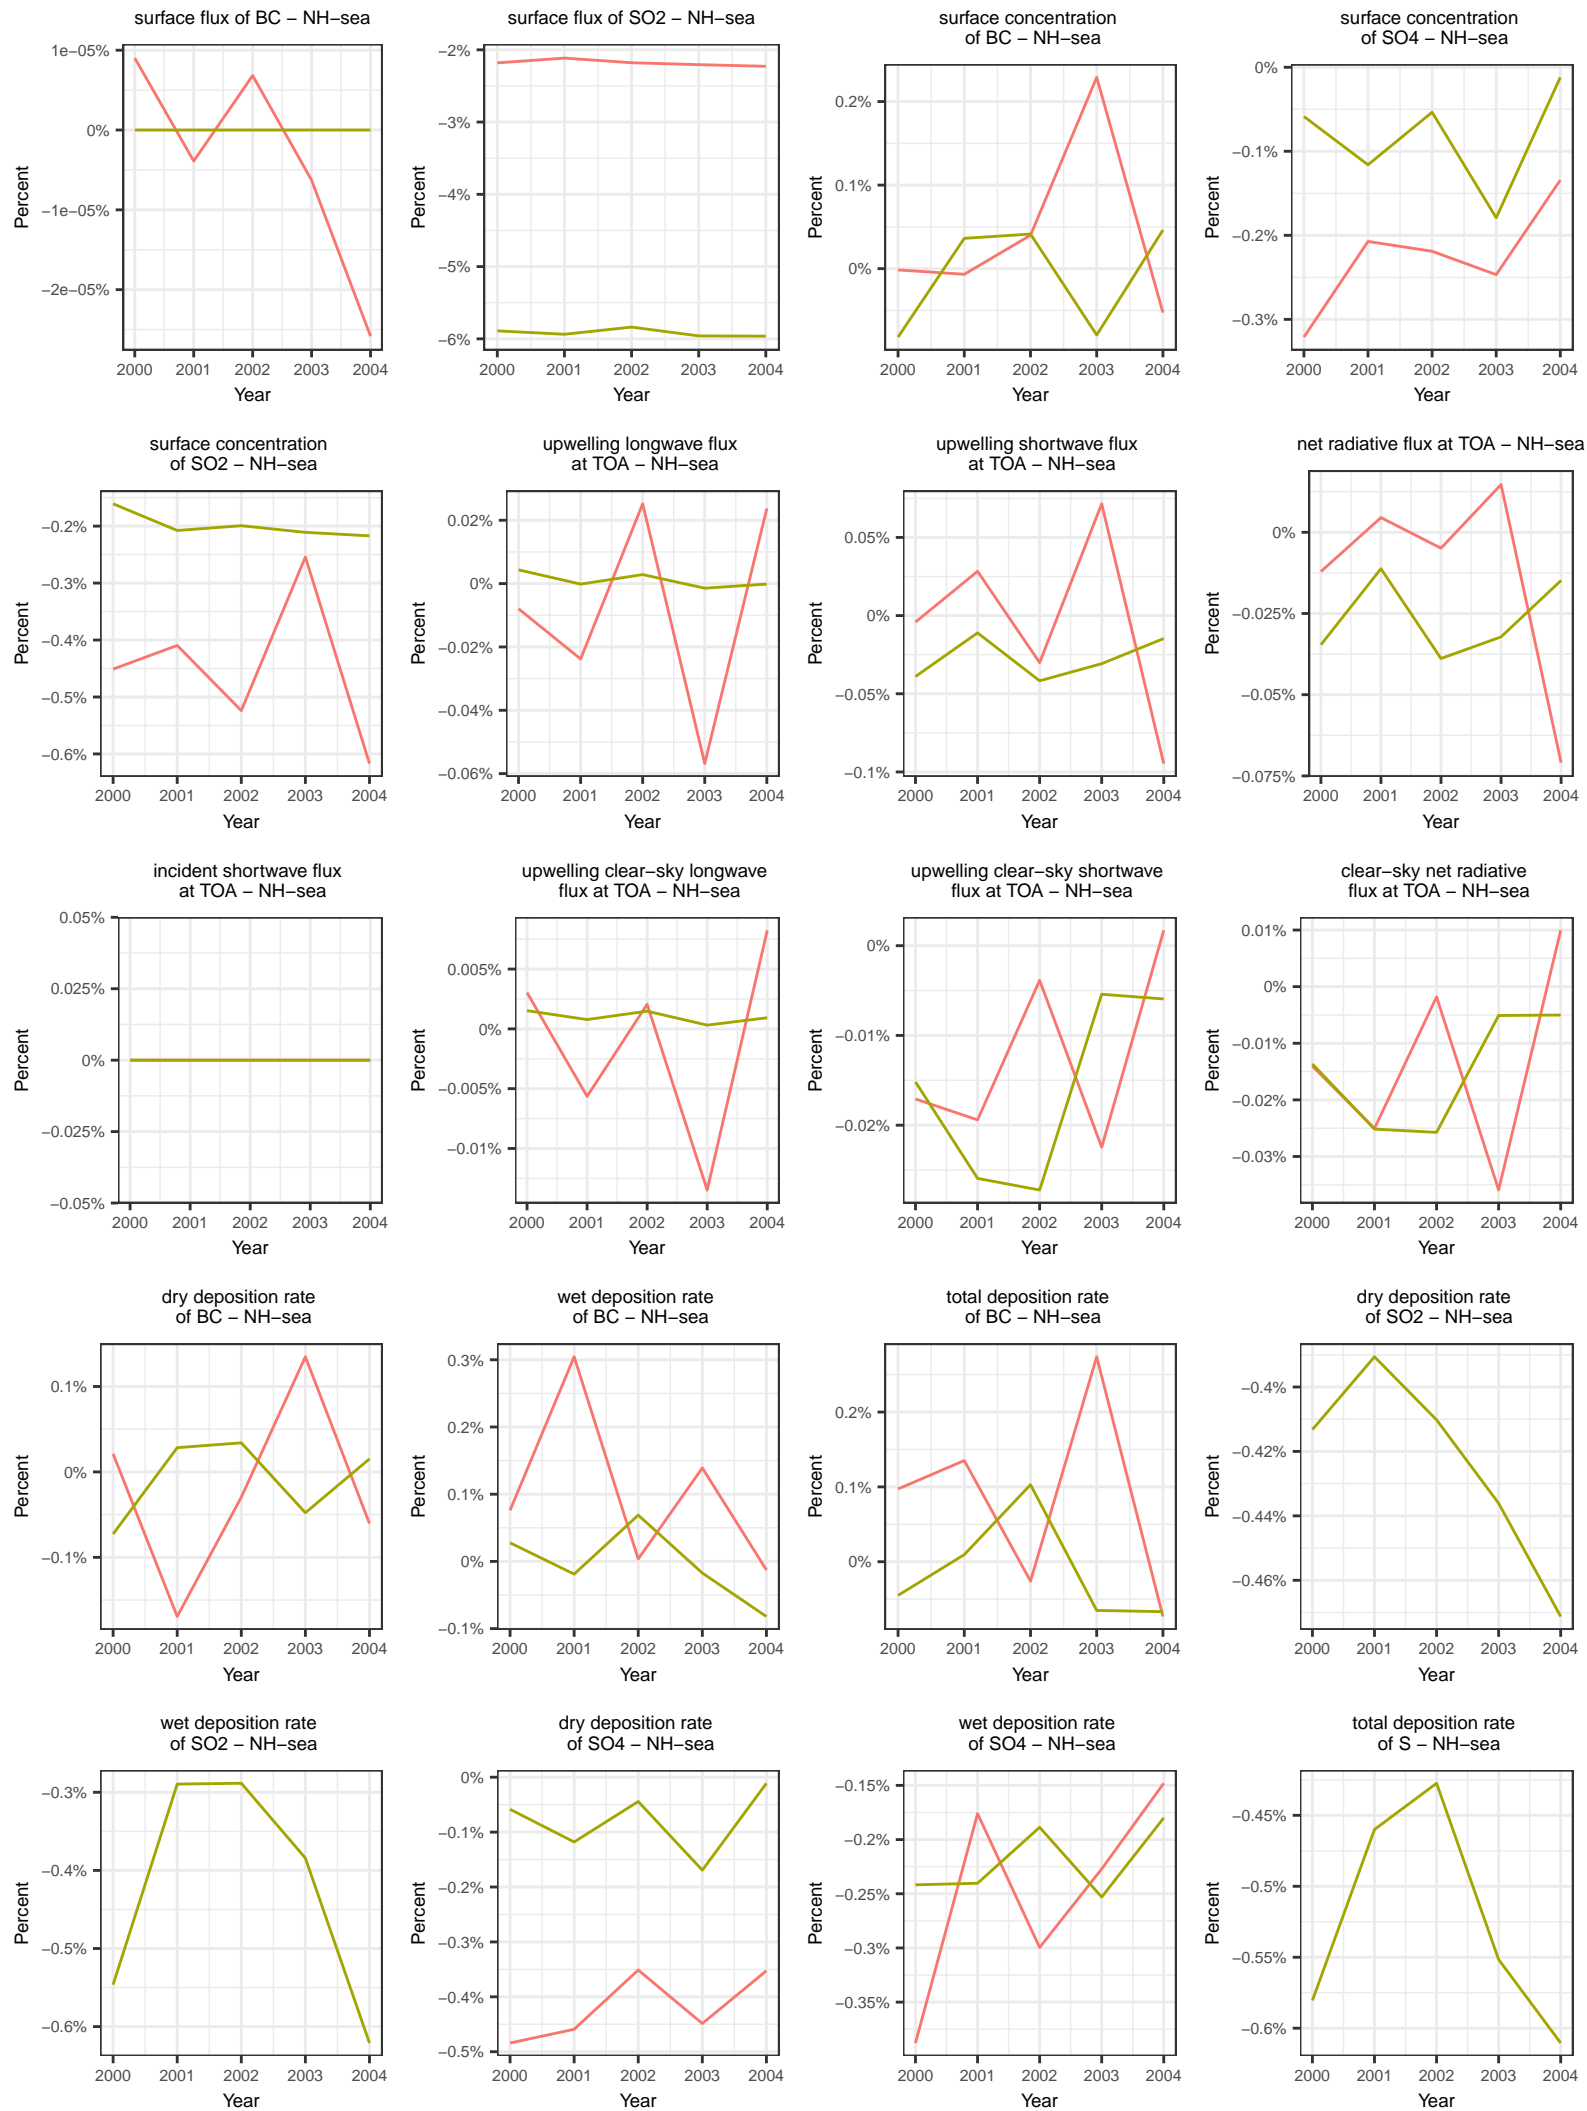 surface flux of BC − NH−sea
1e−05%
0%
−1e−05%
−2e−05%
Percent
2000 2001 2002 2003 2004
Year
surface flux of SO2 − NH−sea
−2%
−3%
−4%
−5%
−6%
Percent
2000 2001 2002 2003 2004
Year
surface concentration
of BC − NH−sea
0.2%
0.1%
0%
Percent
2000 2001 2002 2003 2004
Year
surface concentration
of SO4 − NH−sea
0%
−0.1%
−0.2%
−0.3%
Percent
2000 2001 2002 2003 2004
Year
surface concentration
of SO2 − NH−sea
−0.2%
−0.3%
−0.4%
−0.5%
−0.6%
Percent
2000 2001 2002 2003 2004
Year
upwelling longwave flux
at TOA − NH−sea
0.02%
0%
−0.02%
−0.04%
−0.06%
Percent
2000 2001 2002 2003 2004
Year
upwelling shortwave flux
at TOA − NH−sea
0.05%
0%
−0.05%
−0.1%
Percent
2000 2001 2002 2003 2004
Year
net radiative flux at TOA − NH−sea
0%
−0.025%
−0.05%
−0.075%
Percent
2000 2001 2002 2003 2004
Year
incident shortwave flux
at TOA − NH−sea
0.05%
0.025%
0%
−0.025%
−0.05%
Percent
2000 2001 2002 2003 2004
Year
upwelling clear−sky longwave
flux at TOA − NH−sea
0.005%
0%
−0.005%
−0.01%
Percent
2000 2001 2002 2003 2004
Year
upwelling clear−sky shortwave
flux at TOA − NH−sea
0%
−0.01%
−0.02%
Percent
2000 2001 2002 2003 2004
Year
clear−sky net radiative
flux at TOA − NH−sea
0.01%
0%
−0.01%
−0.02%
−0.03%
Percent
2000 2001 2002 2003 2004
Year
dry deposition rate
of BC − NH−sea
0.1%
0%
−0.1%
Percent
2000 2001 2002 2003 2004
Year
wet deposition rate
of BC − NH−sea
0.3%
0.2%
0.1%
0%
−0.1%
Percent
2000 2001 2002 2003 2004
Year
total deposition rate
of BC − NH−sea
0.2%
0.1%
0%
Percent
2000 2001 2002 2003 2004
Year
dry deposition rate
of SO2 − NH−sea
−0.4%
−0.42%
−0.44%
−0.46%
Percent
2000 2001 2002 2003 2004
Year
wet deposition rate
of SO2 − NH−sea
−0.3%
−0.4%
−0.5%
−0.6%
Percent
2000 2001 2002 2003 2004
Year
dry deposition rate
of SO4 − NH−sea
0%
−0.1%
−0.2%
−0.3%
−0.4%
−0.5%
Percent
2000 2001 2002 2003 2004
Year
wet deposition rate
of SO4 − NH−sea
−0.15%
−0.2%
−0.25%
−0.3%
−0.35%
Percent
2000 2001 2002 2003 2004
Year
total deposition rate
of S − NH−sea
−0.45%
−0.5%
−0.55%
−0.6%
Percent
2000 2001 2002 2003 2004
Year